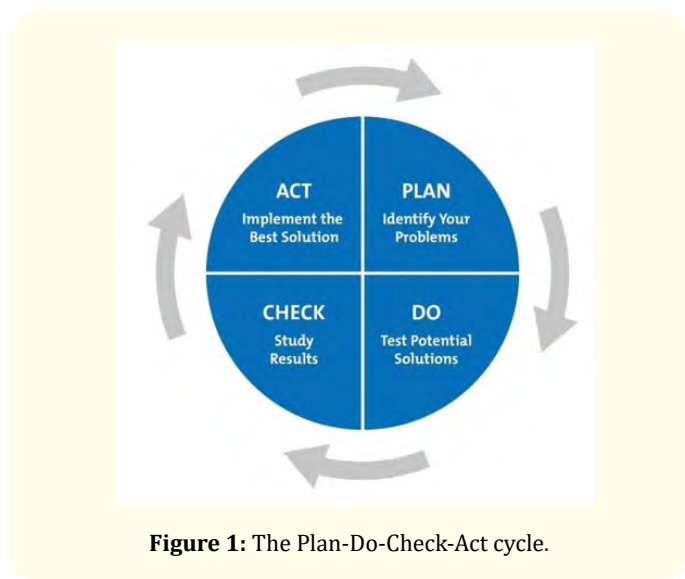 ACT
Implement the
Best Solution
PLAN
Identify Your
Problems
CHECK
Study
Results
DO
Test Potential
Solutions
Figure 1: The Plan-Do-Check-Act cycle.